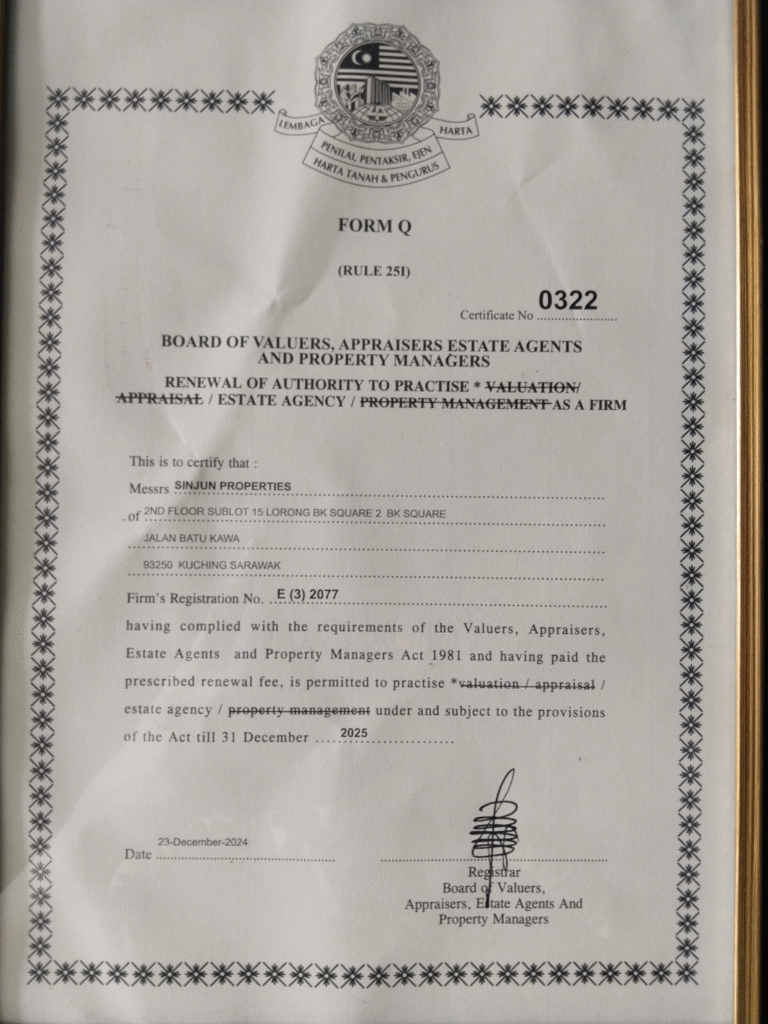 LEMBAGA
HARTA
PENILAI, PENTAKSIR, EJEN
HARTA TANAH & PENGURUS
FORM Q
(RULE 25I)
Certificate No 0322
BOARD OF VALUERS, APPRAISERS ESTATE AGENTS
AND PROPERTY MANAGERS
RENEWAL OF AUTHORITY TO PRACTISE * VALUATION/
APPRAISAL / ESTATE AGENCY / PROPERTY MANAGEMENT AS A FIRM
This is to certify that :
Messrs SINJUN PROPERTIES
of 2ND FLOOR SUBLOT 15 LORONG BK SQUARE 2 BK SQUARE
JALAN BATU KAWA
93250 KUCHING SARAWAK
Firm's Registration No. E (3) 2077
having complied with the requirements of the Valuers, Appraisers,
Estate Agents and Property Managers Act 1981 and having paid the
prescribed renewal fee, is permitted to practise *valuation / appraisal /
estate agency / property management under and subject to the provisions
of the Act till 31 December 2025
Date 23-December-2024
Registrar
Board of Valuers,
Appraisers, Estate Agents And
Property Managers